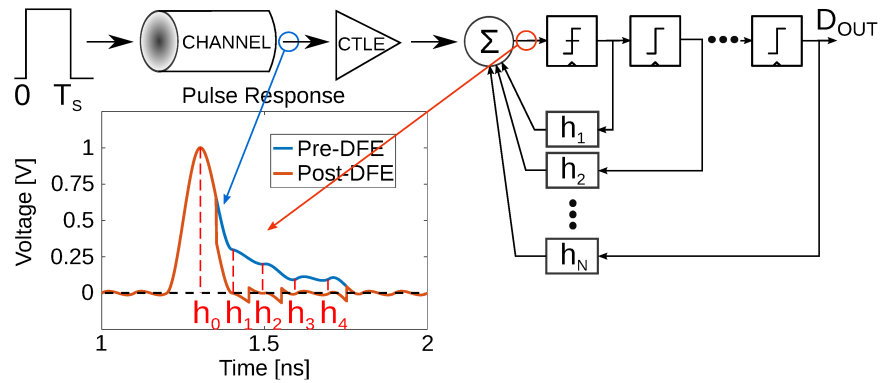 0 T_S
CHANNEL
CTLE
Σ
D_OUT
h_1
h_2
h_N
Pulse Response
Pre-DFE
Post-DFE
Voltage [V]
1
0.75
0.5
0.25
0
h_0 h_1 h_2 h_3 h_4
1 1.5 2
Time [ns]